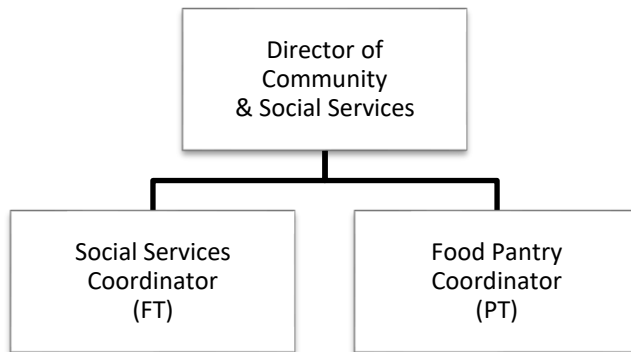 Director of
Community
& Social Services
Social Services
Coordinator
(FT)
Food Pantry
Coordinator
(PT)